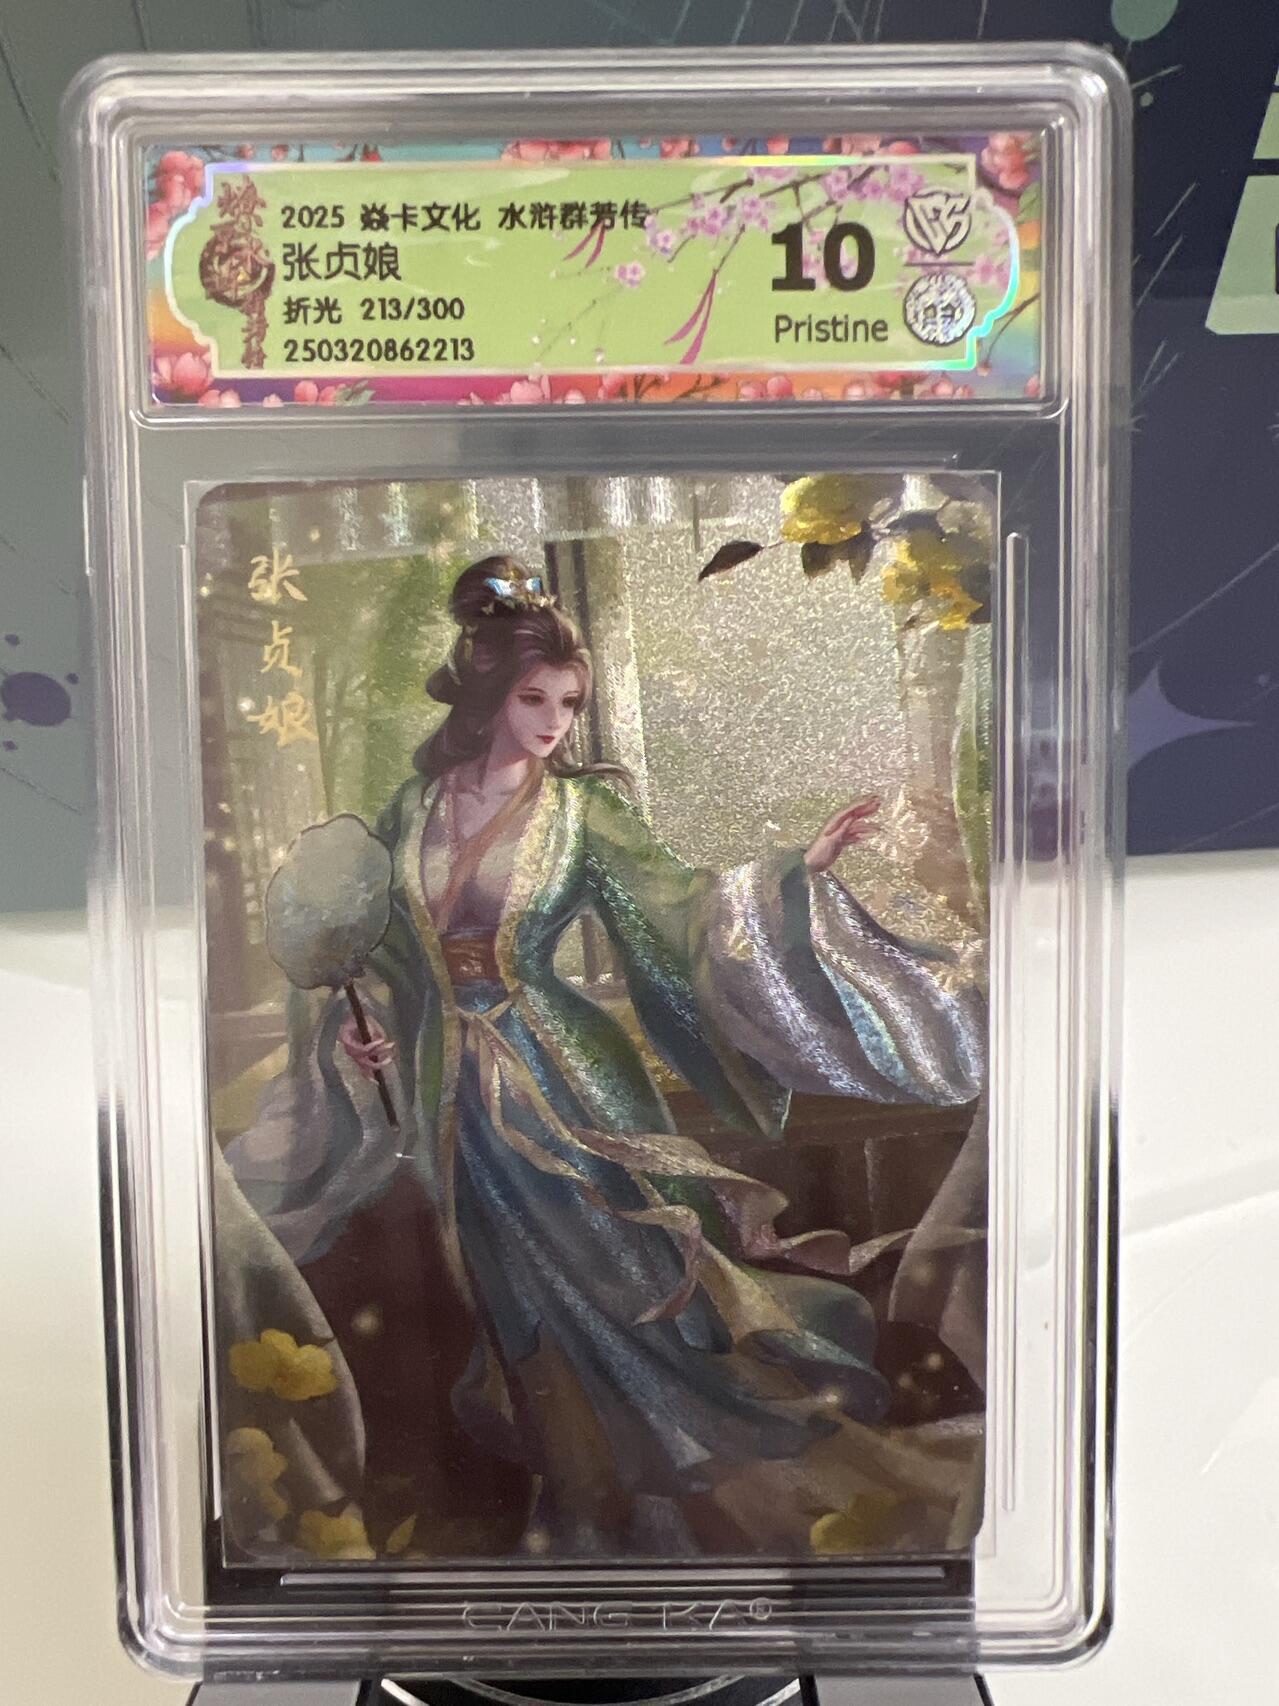 2025 焱卡文化 水浒群芳传
张贞娘
折光 213/300
250320862213
10
Pristine
张
贞
娘
CANG KA®